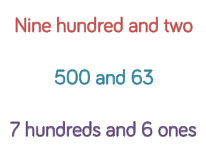 Nine hundred and two
500 and 63
7 hundreds and 6 ones